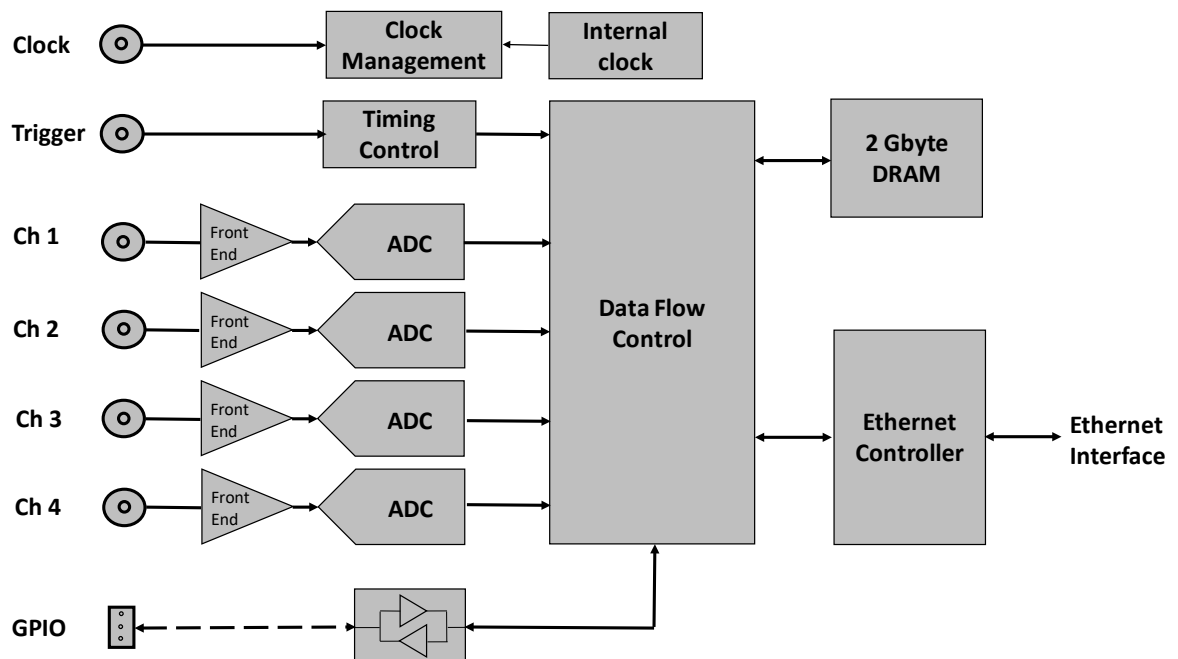 Clock
Clock
Management
Internal
clock
Trigger
Timing
Control
2 Gbyte
DRAM
Ch 1
Front
End
ADC
Ch 2
Front
End
ADC
Data Flow
Control
Ch 3
Front
End
ADC
Ethernet
Controller
Ethernet
Interface
Ch 4
Front
End
ADC
GPIO